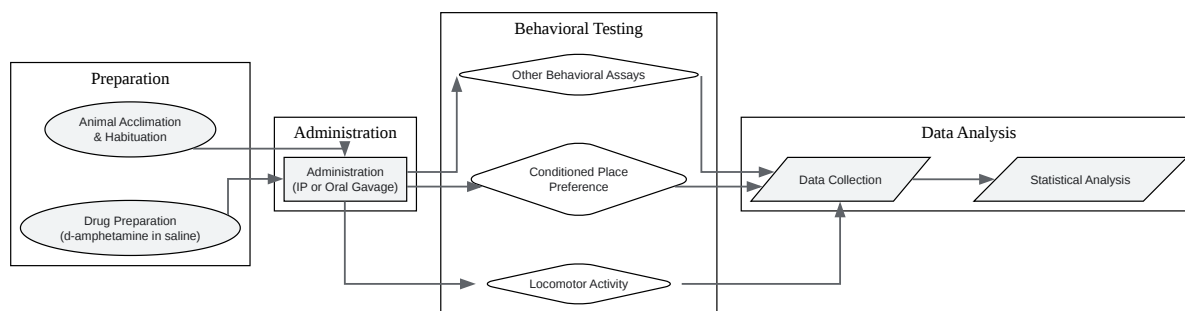 Preparation
Animal Acclimation
& Habituation
Drug Preparation
(d-amphetamine in saline)
Administration
Administration
(IP or Oral Gavage)
Behavioral Testing
Other Behavioral Assays
Conditioned Place
Preference
Locomotor Activity
Data Analysis
Data Collection
Statistical Analysis